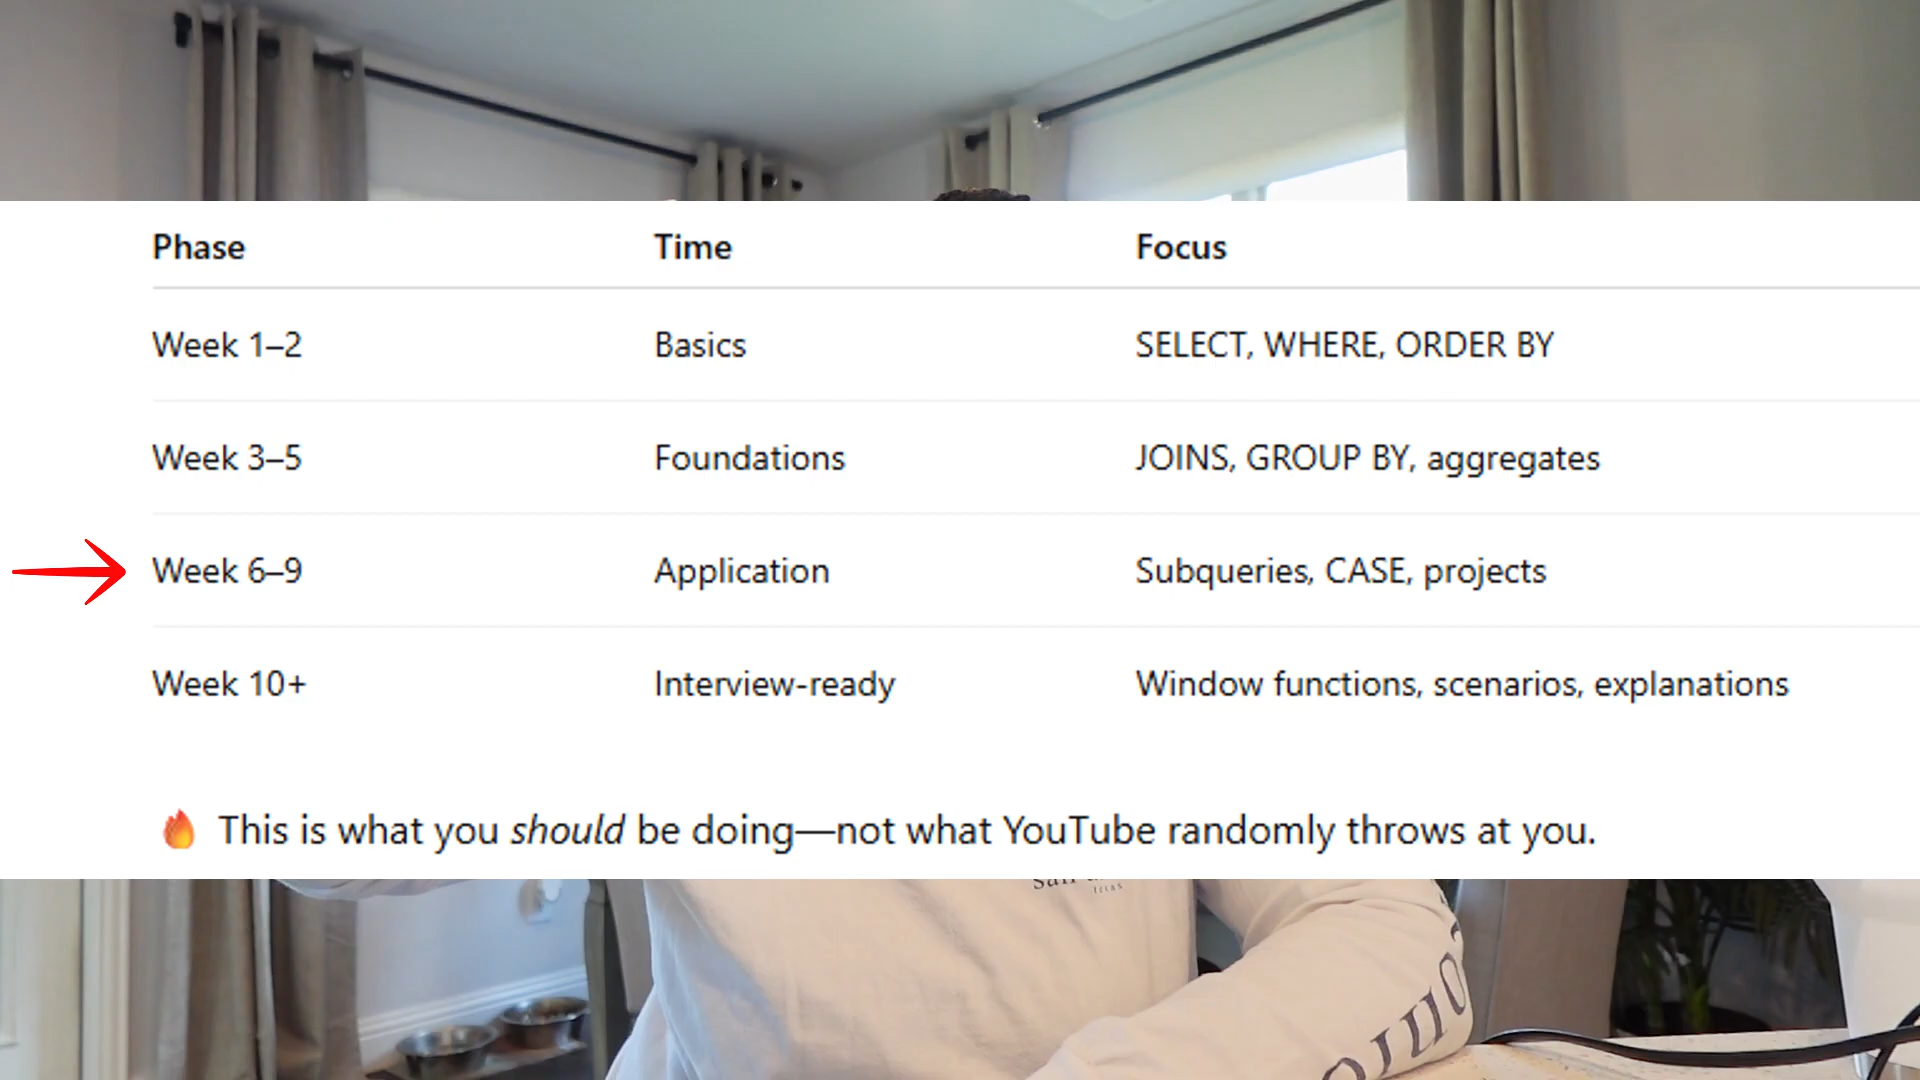 Phase Time Focus
Week 1–2 Basics SELECT, WHERE, ORDER BY
Week 3–5 Foundations JOINS, GROUP BY, aggregates
Week 6–9 Application Subqueries, CASE, projects
Week 10+ Interview-ready Window functions, scenarios, explanations
🔥 This is what you should be doing—not what YouTube randomly throws at you.